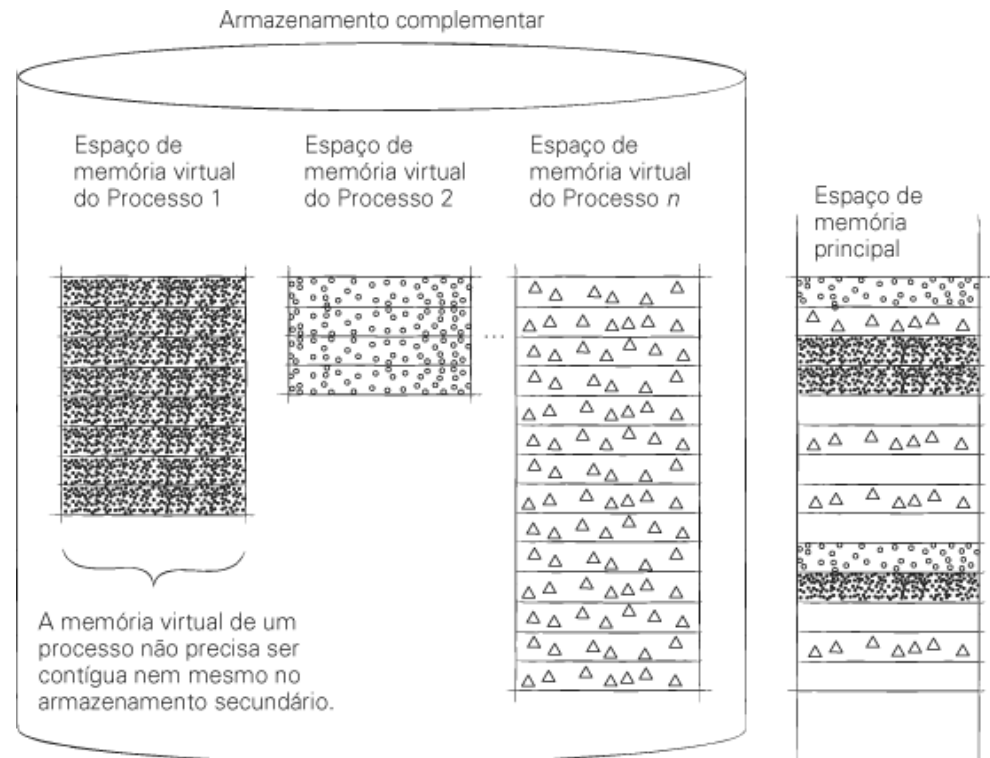 Armazenamento complementar
Espaço de
memória virtual
do Processo 1
Espaço de
memória virtual
do Processo 2
Espaço de
memória virtual
do Processo n
Espaço de
memória
principal
...
A memória virtual de um
processo não precisa ser
contígua nem mesmo no
armazenamento secundário.